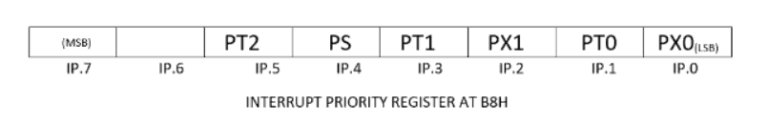 (MSB) PT2 PS PT1 PX1 PT0 PX0(LSB)
IP.7 IP.6 IP.5 IP.4 IP.3 IP.2 IP.1 IP.0
INTERRUPT PRIORITY REGISTER AT B8H